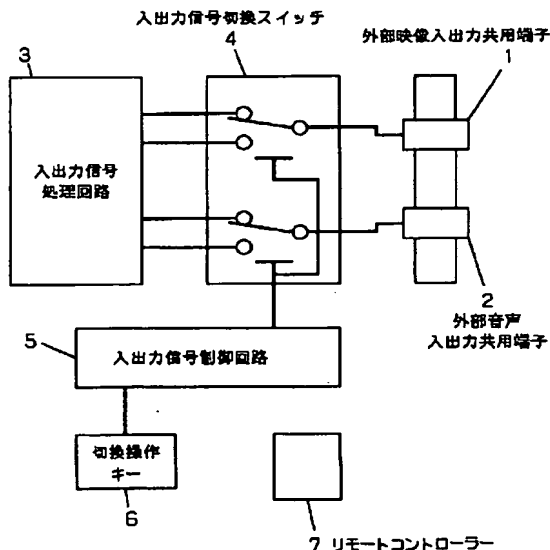 入出力信号切換スイッチ
4
外部映像入出力共用端子
1
3
入出力信号
処理回路
2
外部音声
入出力共用端子
5
入出力信号制御回路
切換操作
キー
6
7 リモートコントローラー